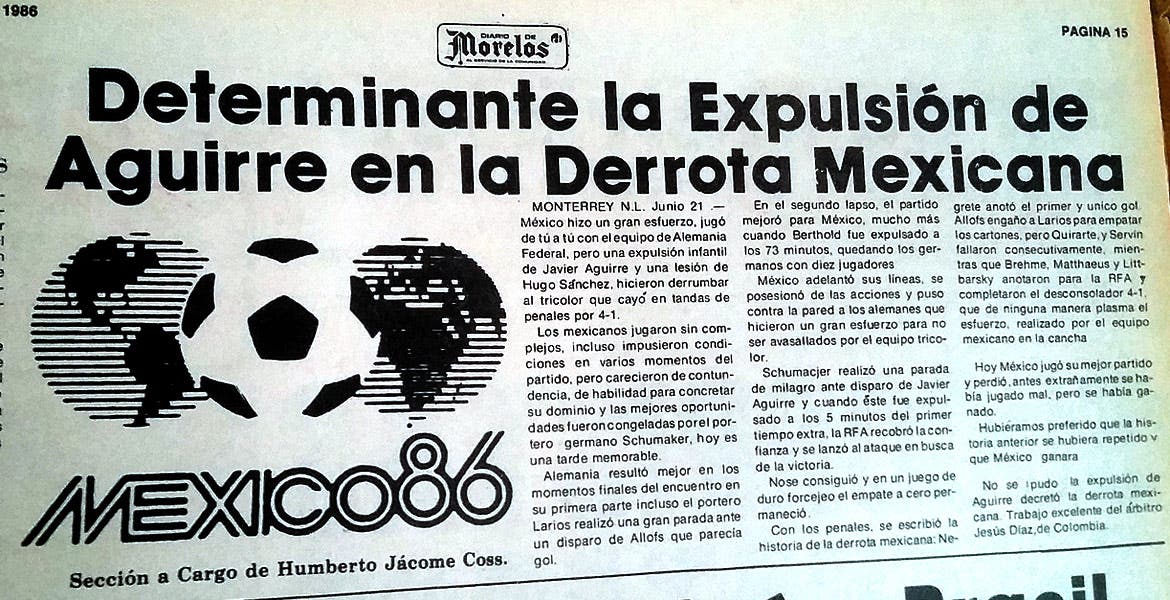 1986
PAGINA 15
DIARIO DE
Morelos
AL SERVICIO DE LA COMUNIDAD
Determinante la Expulsión de
Aguirre en la Derrota Mexicana
MEXICO86
Sección a Cargo de Humberto Jácome Coss.
MONTERREY N.L. Junio 21 .—
México hizo un gran esfuerzo, jugó
de tú a tú con el equipo de Alemania
Federal, pero una expulsión infantil
de Javier Aguirre y una lesión de
Hugo Sánchez, hicieron derrumbar
al tricolor que cayó en tandas de
penales por 4-1.
Los mexicanos jugaron sin com-
plejos, incluso impusieron condi-
ciones en varios momentos del
partido, pero carecieron de contun-
dencia, de habilidad para concretar
su dominio y las mejores oportuni-
dades fueron congeladas por el por-
tero germano Schumaker, hoy es
una tarde memorable.
Alemania resultó mejor en los
momentos finales del encuentro en
su primera parte incluso el portero
Larios realizó una gran parada ante
un disparo de Allofs que parecía
gol.
En el segundo lapso, el partido
mejoró para México, mucho más
cuando Berthold fue expulsado a
los 73 minutos, quedando los ger-
manos con diez jugadores
México adelantó sus líneas, se
posesionó de las acciones y puso
contra la pared a los alemanes que
hicieron un gran esfuerzo para no
ser avasallados por el equipo trico-
lor.
Schumacjer realizó una parada
de milagro ante disparo de Javier
Aguirre y cuando éste fue expul-
sado a los 5 minutos del primer
tiempo extra, la RFA recobró la con-
fianza y se lanzó al ataque en busca
de la victoria.
Nose consiguió y en un juego de
duro forcejeo el empate a cero per-
maneció.
Con los penales, se escribió la
historia de la derrota mexicana: Ne-
grete anotó el primer y unico gol.
Allofs engaño a Larios para empatar
los cartones, pero Quirarte, y Servín
fallaron consecutivamente, mien-
tras que Brehme, Matthaeus y Litt-
barsky anotaron para la RFA y
completaron el desconsolador 4-1,
que de ninguna manera plasma el
esfuerzo, realizado por el equipo
mexicano en la cancha
Hoy México jugó su mejor partido
y perdió, antes extrañamente se ha-
bía jugado mal, pero se había ga-
nado.
Hubiéramos preferido que la his-
toria anterior se hubiera repetido y
que México ganara
No se pudo la expulsión de
Aguirre decretó la derrota mexi-
cana. Trabajo excelente del árbitro
Jesús Díaz, de Colombia.
Brasil